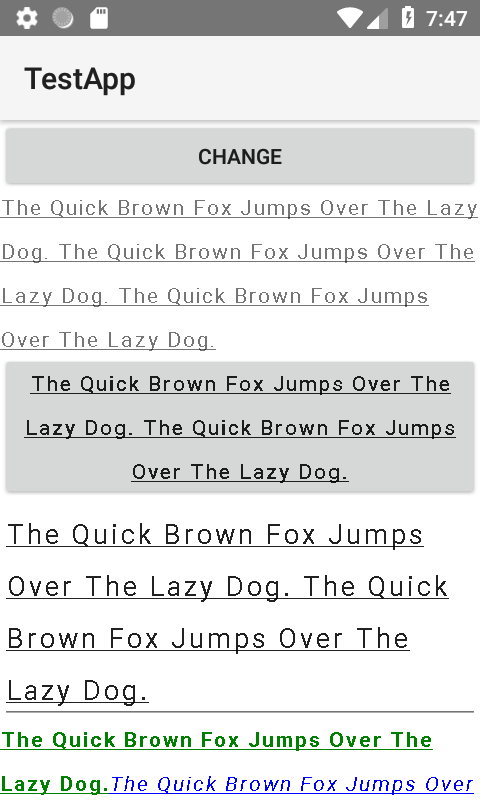 7:47
TestApp
CHANGE
The Quick Brown Fox Jumps Over The Lazy
Dog. The Quick Brown Fox Jumps Over The
Lazy Dog. The Quick Brown Fox Jumps
Over The Lazy Dog.
The Quick Brown Fox Jumps Over The
Lazy Dog. The Quick Brown Fox Jumps
Over The Lazy Dog.
The Quick Brown Fox Jumps
Over The Lazy Dog. The Quick
Brown Fox Jumps Over The
Lazy Dog.
The Quick Brown Fox Jumps Over The
Lazy Dog.The Quick Brown Fox Jumps Over